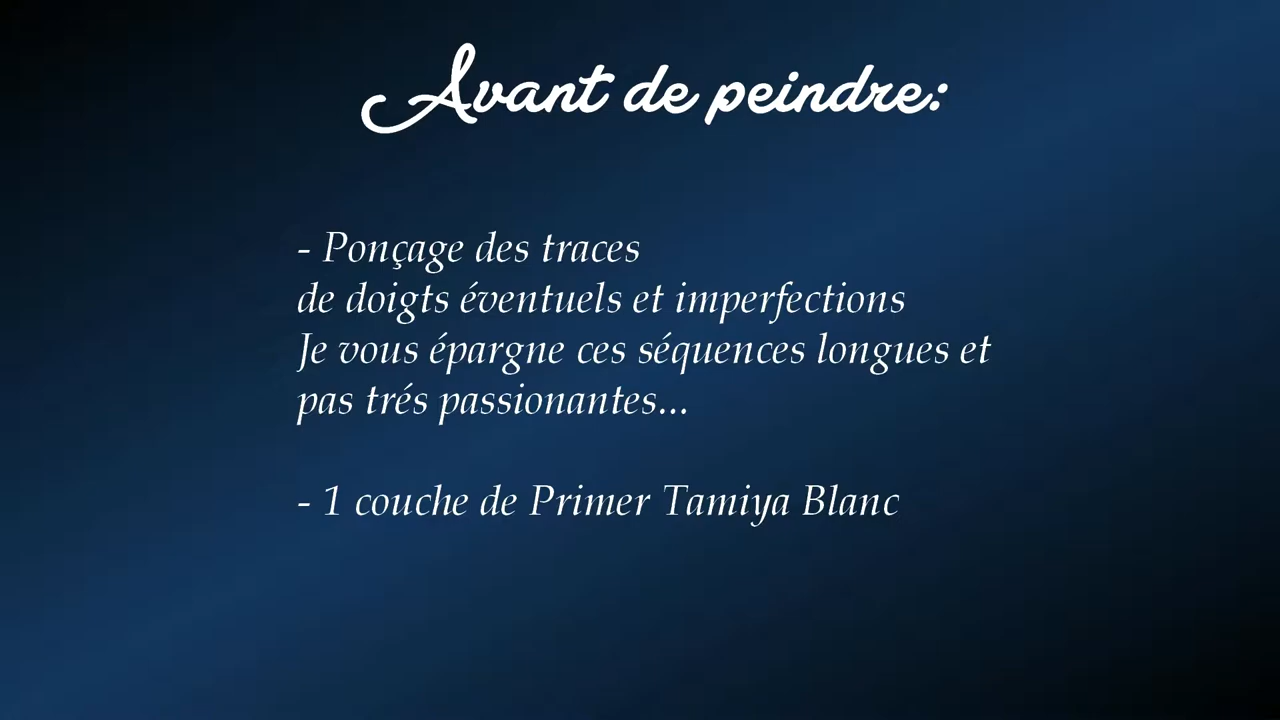 Avant de peindre:
- Ponçage des traces
de doigts éventuels et imperfections
Je vous épargne ces séquences longues et
pas trés passionantes...
- 1 couche de Primer Tamiya Blanc